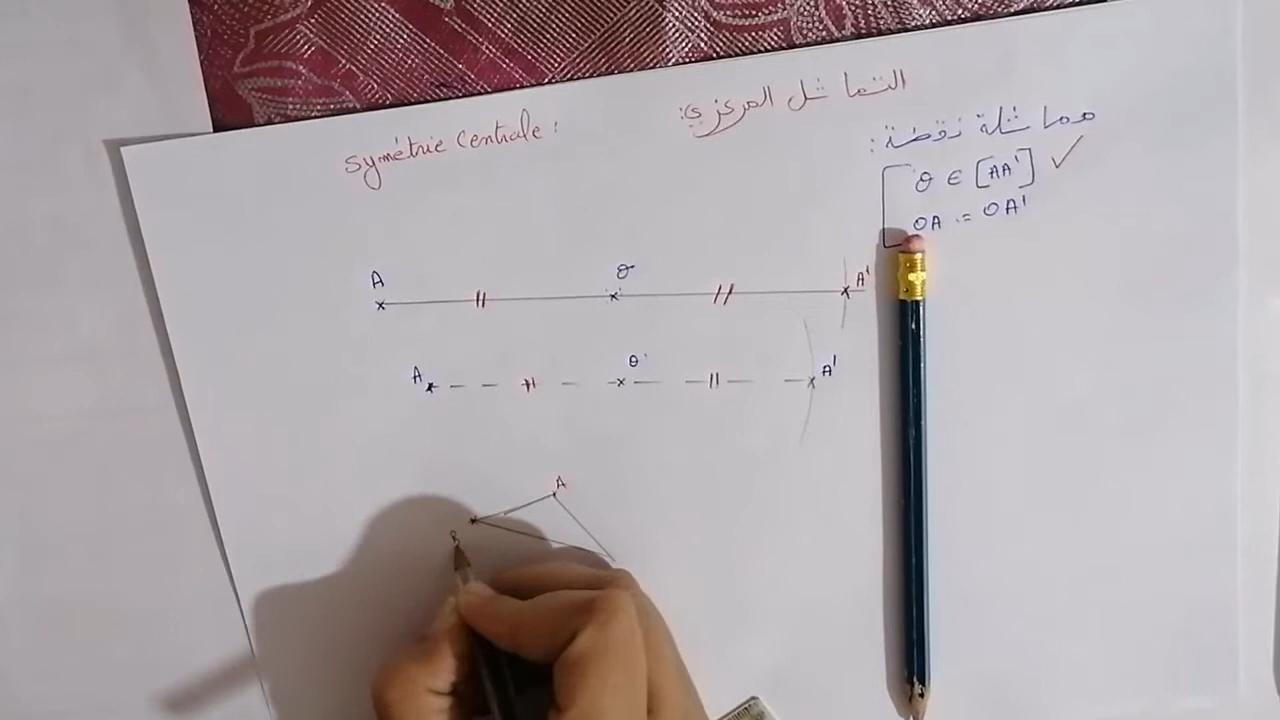 symétrie centrale :
التماثل المركزي:
مماثلة نقطة:
O ∈ [AA']
OA = OA'
A O A'
A O' A'
A
B